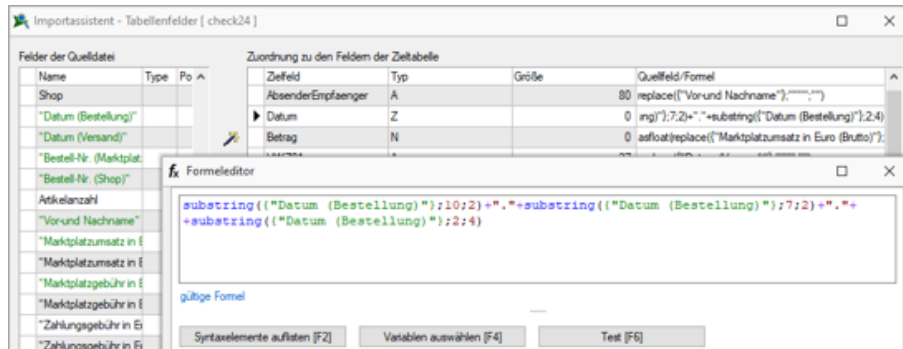 Importassistent - Tabellenfelder [ check24 ]
Felder der Quelldatei
Zuordnung zu den Feldern der Zieltabelle
Name Type Po
Zielfeld Typ Größe Quellfeld/Formel
Shop
AbsenderEmpfaenger A 80 replace({"Vor-und Nachname"};"""";"")
"Datum (Bestellung)"
Datum Z 0 ing)"};7;2)+"."+substring({"Datum (Bestellung)"};2;4)
"Datum (Versand)"
Betrag N 0 asfloat(replace({"Marktplatzumsatz in Euro (Brutto)"};
"Bestell-Nr. (Marktplat:
"Bestell-Nr. (Shop)"
Artikelanzahl
"Vor-und Nachname"
"Marktplatzumsatz in E
"Marktplatzumsatz in E
"Marktplatzgebühr in E
"Marktplatzgebühr in E
"Zahlungsgebühr in Eu
"Zahlungsgebühr in Eu
fx Formeleditor
substring({"Datum (Bestellung)"};10;2)+"."+substring({"Datum (Bestellung)"};7;2)+"."+
+substring({"Datum (Bestellung)"};2;4)
gültige Formel
Syntaxelemente auflisten [F2] Variablen auswählen [F4] Test [F6]